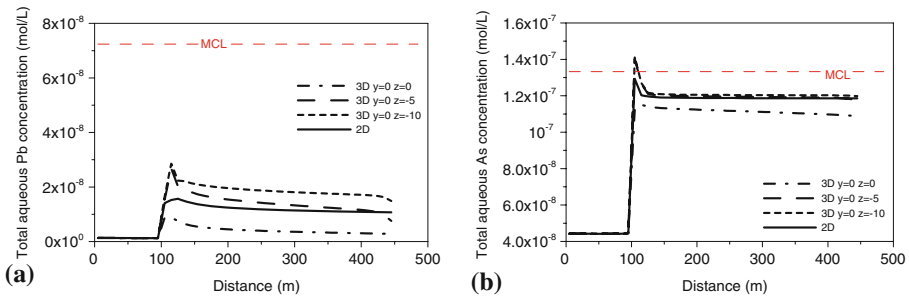 Total aqueous Pb concentration (mol/L)
8x10⁻⁸
6x10⁻⁸
4x10⁻⁸
2x10⁻⁸
0x10⁰
MCL
3D y=0 z=0
3D y=0 z=-5
3D y=0 z=-10
2D
0 100 200 300 400 500
Distance (m)
(a)
Total aqueous As concentration (mol/L)
1.6x10⁻⁷
1.4x10⁻⁷
1.2x10⁻⁷
10⁻⁷
8.0x10⁻⁸
6.0x10⁻⁸
4.0x10⁻⁸
MCL
3D y=0 z=0
3D y=0 z=-5
3D y=0 z=-10
2D
0 100 200 300 400 500
Distance (m)
(b)